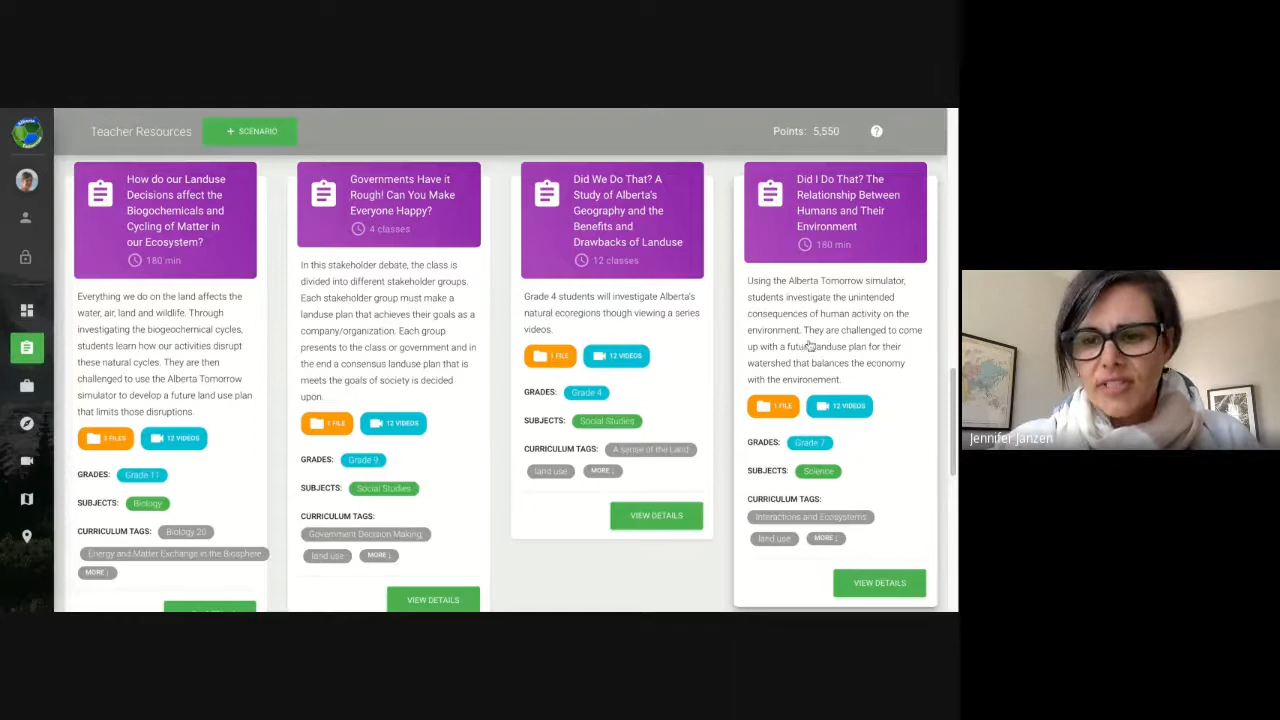 Teacher Resources
+ SCENARIO
Points: 5,550
?
How do our Landuse
Decisions affect the
Biogeochemicals and
Cycling of Matter in
our Ecosystem?
180 min
Everything we do on the land affects the
water, air, land and wildlife. Through
investigating the biogeochemical cycles,
students learn how our activities disrupt
these natural cycles. They are then
challenged to use the Alberta Tomorrow
simulator to develop a future land use plan
that limits those disruptions.
3 FILES
12 VIDEOS
GRADES: Grade 11
SUBJECTS: Biology
CURRICULUM TAGS: Biology 20
Energy and Matter Exchange in the Biosphere
MORE ↓
Governments Have it
Rough! Can You Make
Everyone Happy?
4 classes
In this stakeholder debate, the class is
divided into different stakeholder groups.
Each stakeholder group must make a
landuse plan that achieves their goals as a
company/organization. Each group
presents to the class or government and in
the end a consensus landuse plan that is
meets the goals of society is decided
upon.
1 FILE
12 VIDEOS
GRADES: Grade 9
SUBJECTS: Social Studies
CURRICULUM TAGS:
Government Decision Making,
land use
MORE ↓
VIEW DETAILS
Did We Do That? A
Study of Alberta's
Geography and the
Benefits and
Drawbacks of Landuse
12 classes
Grade 4 students will investigate Alberta's
natural ecoregions though viewing a series
videos.
1 FILE
12 VIDEOS
GRADES: Grade 4
SUBJECTS: Social Studies
CURRICULUM TAGS: A sense of the Land
land use
MORE ↓
VIEW DETAILS
Did I Do That? The
Relationship Between
Humans and Their
Environment
180 min
Using the Alberta Tomorrow simulator,
students investigate the unintended
consequences of human activity on the
environment. They are challenged to come
up with a future landuse plan for their
watershed that balances the economy
with the environement.
1 FILE
12 VIDEOS
GRADES: Grade 7
SUBJECTS: Science
CURRICULUM TAGS:
Interactions and Ecosystems
land use
MORE ↓
VIEW DETAILS
Jennifer Janzen